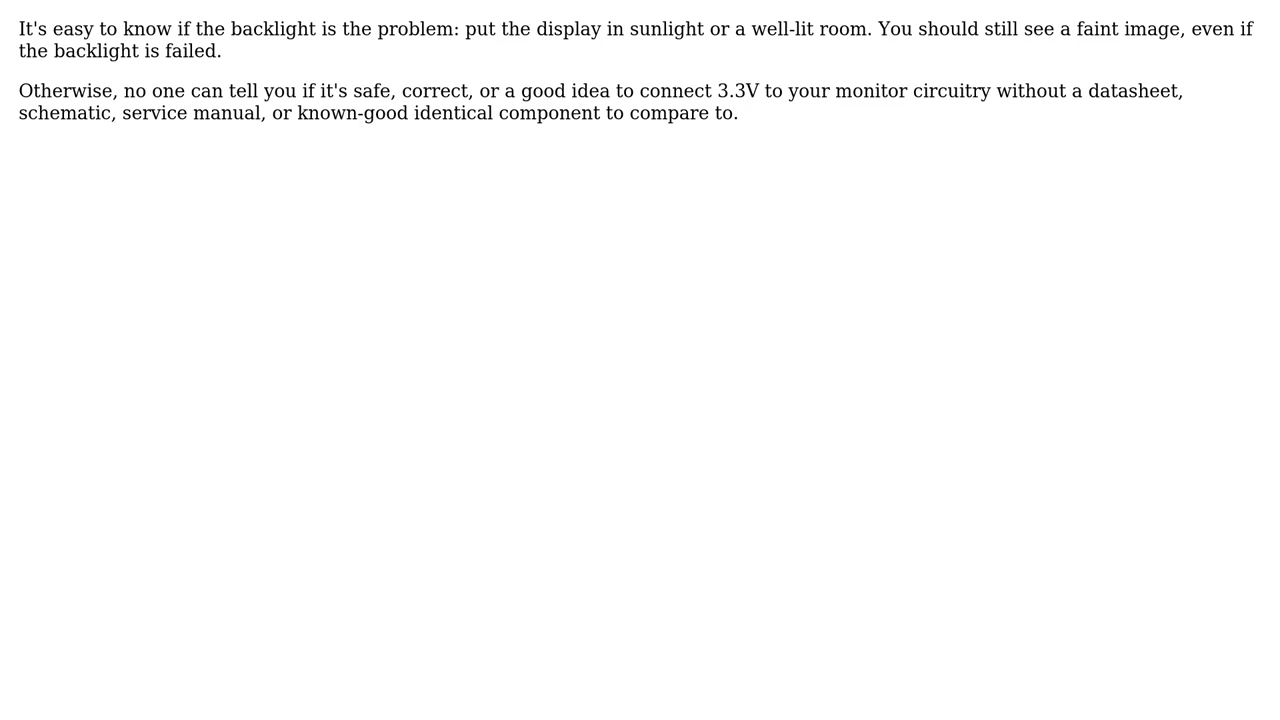 It's easy to know if the backlight is the problem: put the display in sunlight or a well-lit room. You should still see a faint image, even if
the backlight is failed.
Otherwise, no one can tell you if it's safe, correct, or a good idea to connect 3.3V to your monitor circuitry without a datasheet,
schematic, service manual, or known-good identical component to compare to.